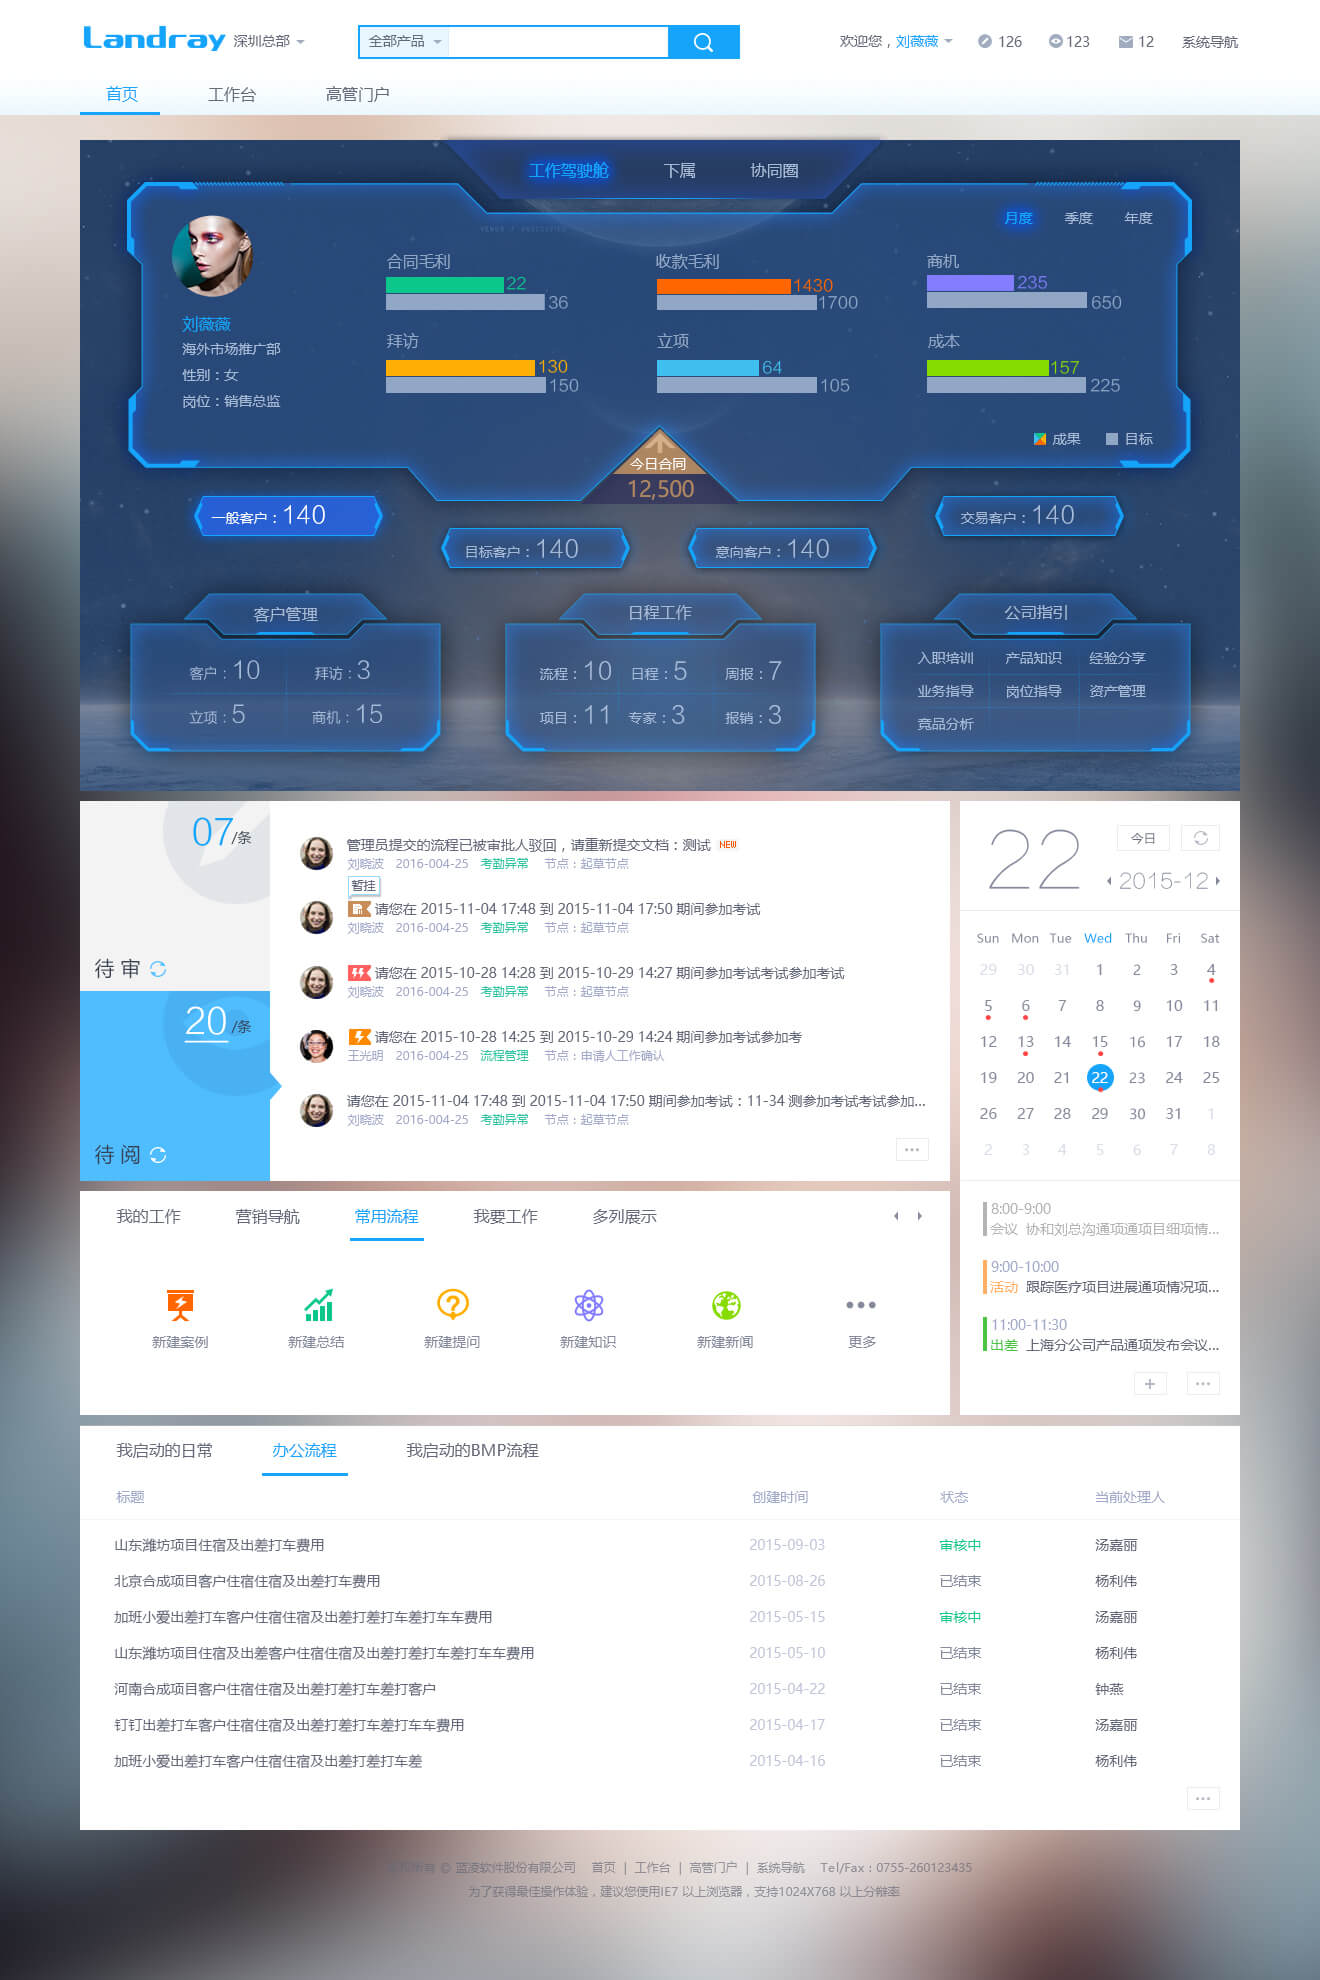 Landray 深圳总部
全部产品
欢迎您，刘薇薇 126 123 12 系统导航
首页 工作台 高管门户
工作驾驶舱 下属 协同圈
月度 季度 年度
刘薇薇
海外市场推广部
性别：女
岗位：销售总监
合同毛利 22 36
收款毛利 1430 1700
商机 235 650
拜访 130 150
立项 64 105
成本 157 225
成果 目标
今日合同
12,500
一般客户：140
目标客户：140
意向客户：140
交易客户：140
客户管理
客户：10 拜访：3
立项：5 商机：15
日程工作
流程：10 日程：5 周报：7
项目：11 专家：3 报销：3
公司指引
入职培训 产品知识 经验分享
业务指导 岗位指导 资产管理
竞品分析
07/条
待 审
20/条
待 阅
管理员提交的流程已被审批人驳回，请重新提交文档：测试 NEW
刘晓波 2016-004-25 考勤异常 节点：起草节点
暂挂
请您在 2015-11-04 17:48 到 2015-11-04 17:50 期间参加考试
刘晓波 2016-004-25 考勤异常 节点：起草节点
请您在 2015-10-28 14:28 到 2015-10-29 14:27 期间参加考试考试参加考试
刘晓波 2016-004-25 考勤异常 节点：起草节点
请您在 2015-10-28 14:25 到 2015-10-29 14:24 期间参加考试参加考
王光明 2016-004-25 流程管理 节点：申请人工作确认
请您在 2015-11-04 17:48 到 2015-11-04 17:50 期间参加考试：11-34 测参加考试考试参加...
刘晓波 2016-004-25 考勤异常 节点：起草节点
22 今日
2015-12
Sun Mon Tue Wed Thu Fri Sat
29 30 31 1 2 3 4
5 6 7 8 9 10 11
12 13 14 15 16 17 18
19 20 21 22 23 24 25
26 27 28 29 30 31 1
2 3 4 5 6 7 8
8:00-9:00
会议 协和刘总沟通项通项目细项情...
9:00-10:00
活动 跟踪医疗项目进展通项情况项...
11:00-11:30
出差 上海分公司产品通项发布会议...
我的工作 营销导航 常用流程 我要工作 多列展示
新建案例 新建总结 新建提问 新建知识 新建新闻 更多
我启动的日常 办公流程 我启动的BMP流程
标题 创建时间 状态 当前处理人
山东潍坊项目住宿及出差打车费用 2015-09-03 审核中 汤嘉丽
北京合成项目客户住宿住宿及出差打车费用 2015-08-26 已结束 杨利伟
加班小爱出差打车客户住宿住宿及出差打差打车差打车车费用 2015-05-15 审核中 汤嘉丽
山东潍坊项目住宿及出差客户住宿住宿及出差打差打车差打车车费用 2015-05-10 已结束 杨利伟
河南合成项目客户住宿住宿及出差打差打车差打客户 2015-04-22 已结束 钟燕
钉钉出差打车客户住宿住宿及出差打差打车差打车车费用 2015-04-17 已结束 汤嘉丽
加班小爱出差打车客户住宿住宿及出差打差打车差 2015-04-16 已结束 杨利伟
© 蓝凌软件股份有限公司 首页 | 工作台 | 高管门户 | 系统导航 Tel/Fax：0755-260123435
为了获得最佳操作体验，建议您使用IE7 以上浏览器，支持1024X768 以上分辩率